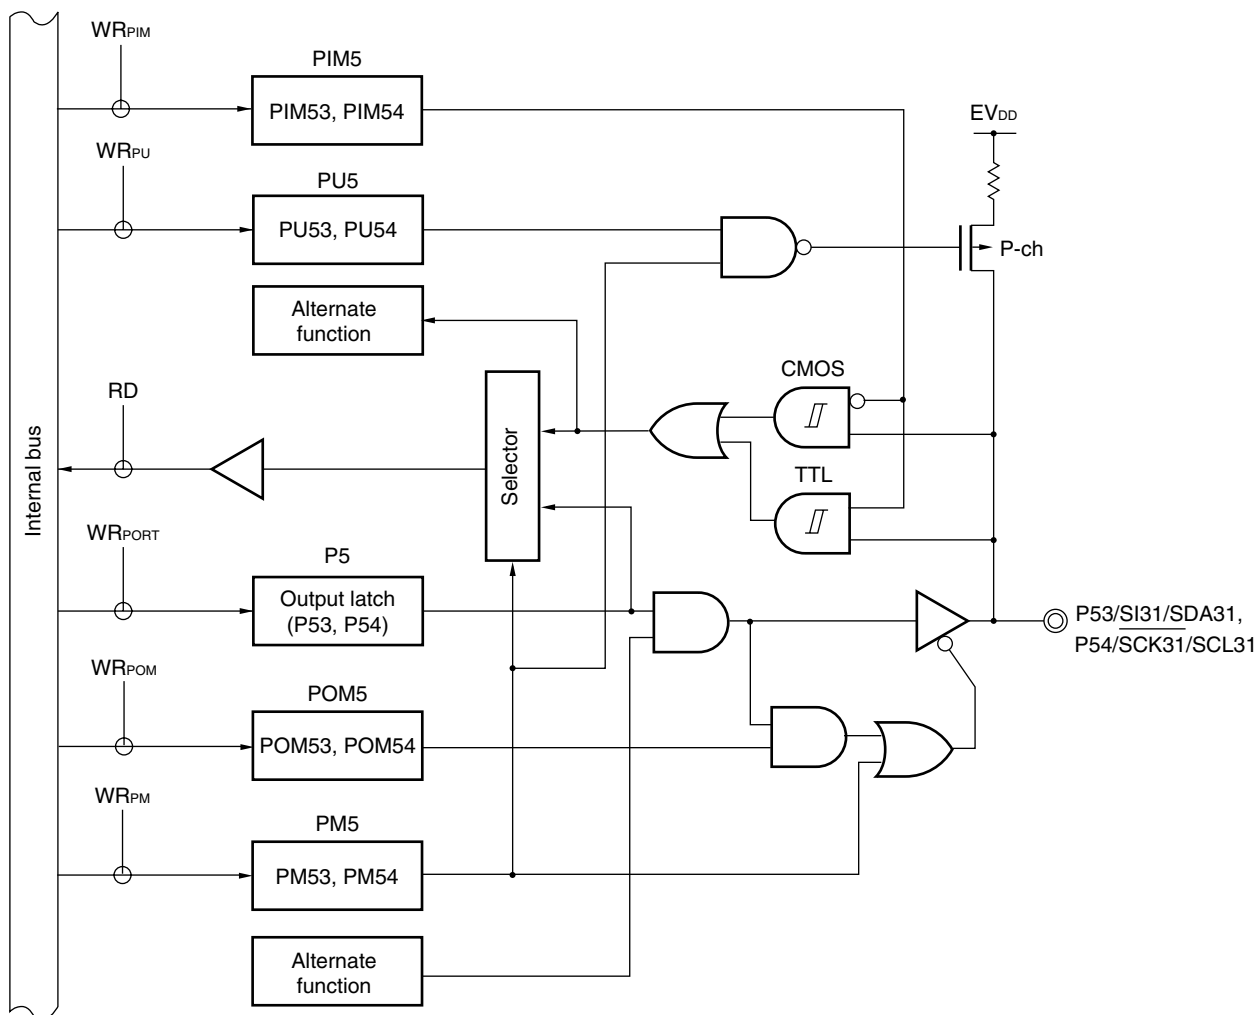 WRPIM
PIM5
PIM53, PIM54
EVDD
WRPU
PU5
PU53, PU54
P-ch
Alternate
function
CMOS
RD
Selector
TTL
Internal bus
WRPORT
P5
Output latch
(P53, P54)
P53/SI31/SDA31,
P54/SCK31/SCL31
WRPOM
POM5
POM53, POM54
WRPM
PM5
PM53, PM54
Alternate
function